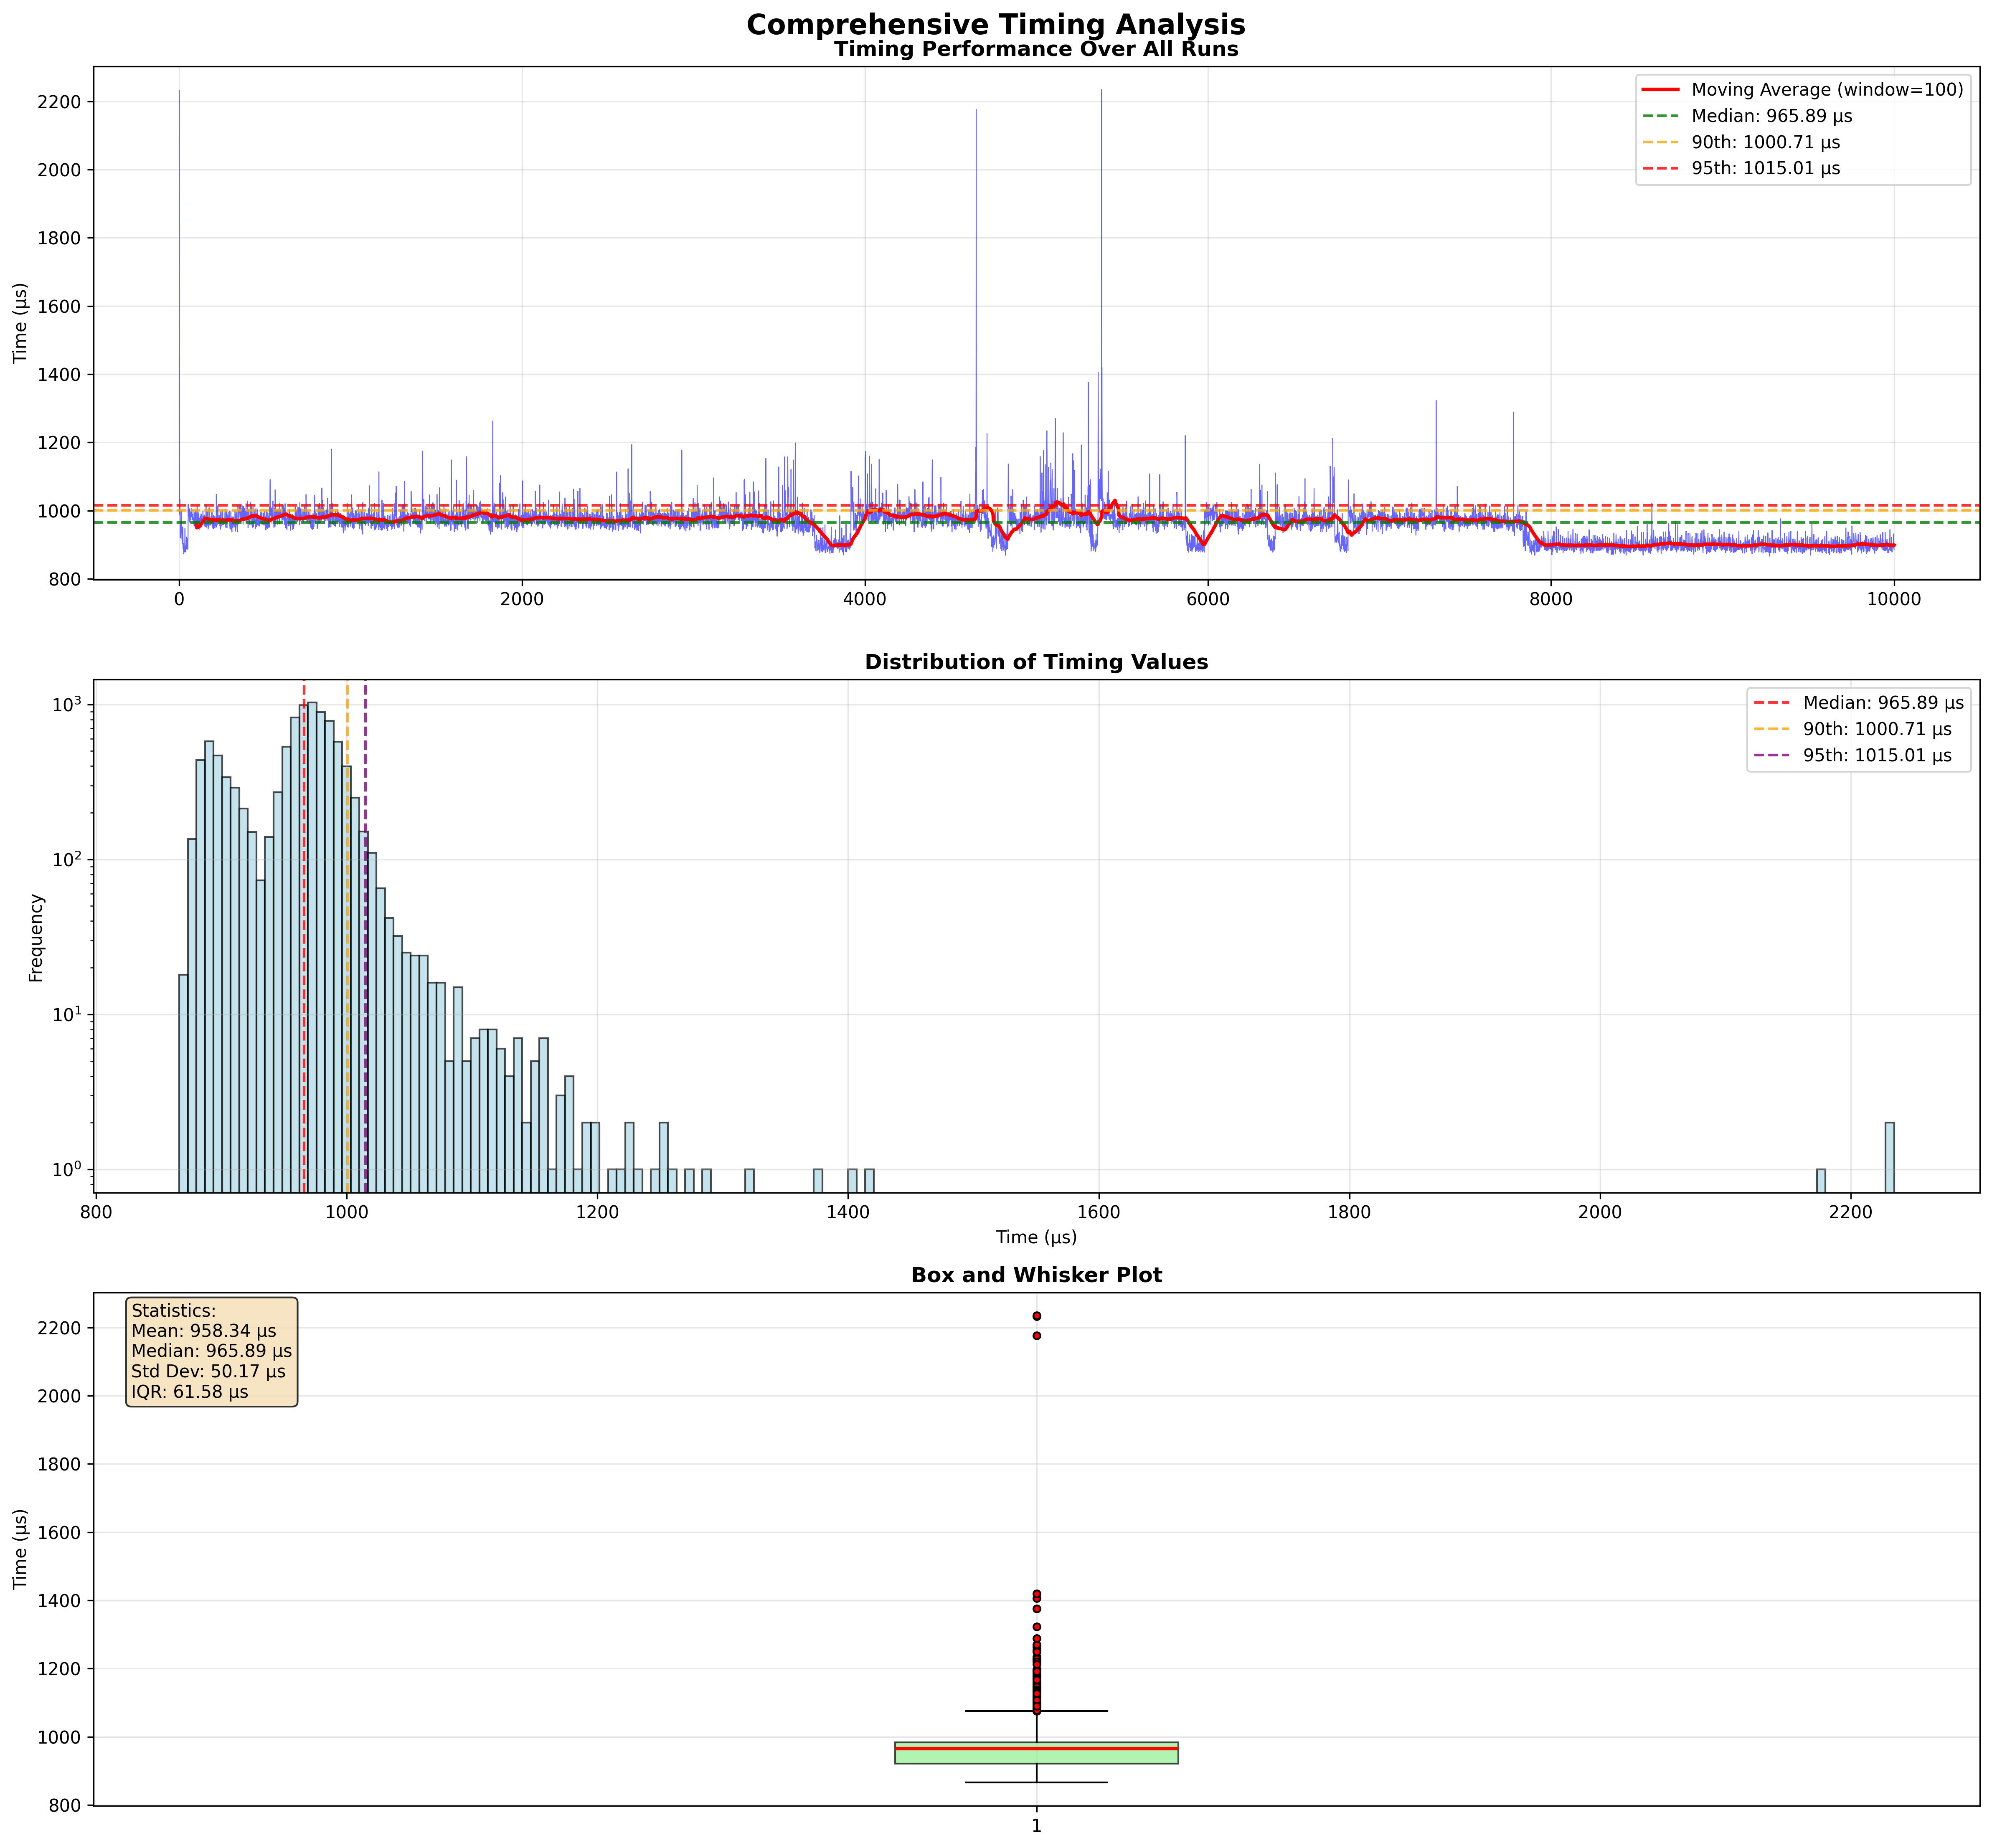 Comprehensive Timing Analysis
Timing Performance Over All Runs
Time (µs)
2200
2000
1800
1600
1400
1200
1000
800
0
2000
4000
6000
8000
10000
Moving Average (window=100)
Median: 965.89 µs
90th: 1000.71 µs
95th: 1015.01 µs
Distribution of Timing Values
Frequency
10³
10²
10¹
10⁰
800
1000
1200
1400
1600
1800
2000
2200
Time (µs)
Median: 965.89 µs
90th: 1000.71 µs
95th: 1015.01 µs
Box and Whisker Plot
Time (µs)
2200
2000
1800
1600
1400
1200
1000
800
1
Statistics:
Mean: 958.34 µs
Median: 965.89 µs
Std Dev: 50.17 µs
IQR: 61.58 µs